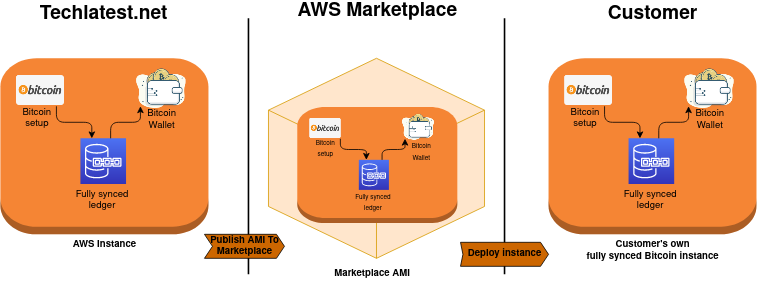 Techlatest.net
AWS Marketplace
Customer
bitcoin
Bitcoin
setup
Bitcoin
Wallet
Fully synced
ledger
AWS Instance
Publish AMI To
Marketplace
bitcoin
Bitcoin
setup
Bitcoin
Wallet
Fully synced
ledger
Marketplace AMI
Deploy instance
bitcoin
Bitcoin
setup
Bitcoin
Wallet
Fully synced
ledger
Customer's own
fully synced Bitcoin instance